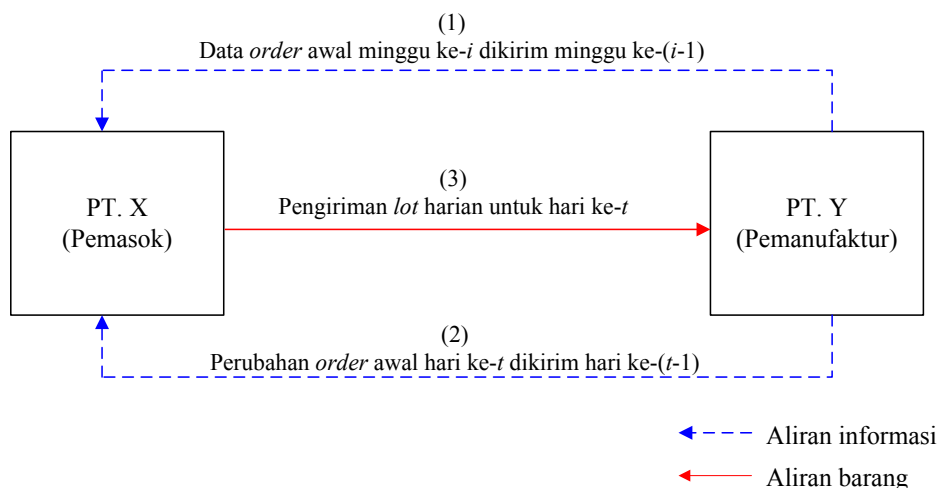 (1)
Data order awal minggu ke-i dikirim minggu ke-(i-1)
PT. X
(Pemasok)
(3)
Pengiriman lot harian untuk hari ke-t
PT. Y
(Pemanufaktur)
(2)
Perubahan order awal hari ke-t dikirim hari ke-(t-1)
Aliran informasi
Aliran barang